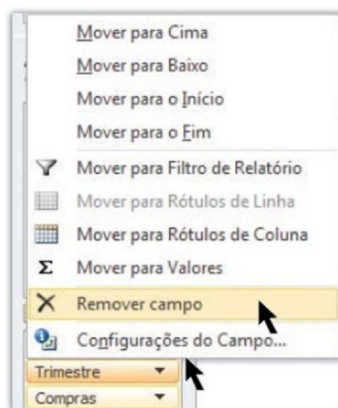 Mover para Cima
Mover para Baixo
Mover para o Início
Mover para o Fim
Mover para Filtro de Relatório
Mover para Rótulos de Linha
Mover para Rótulos de Coluna
Σ Mover para Valores
Remover campo
Configurações do Campo...
Trimestre
Compras